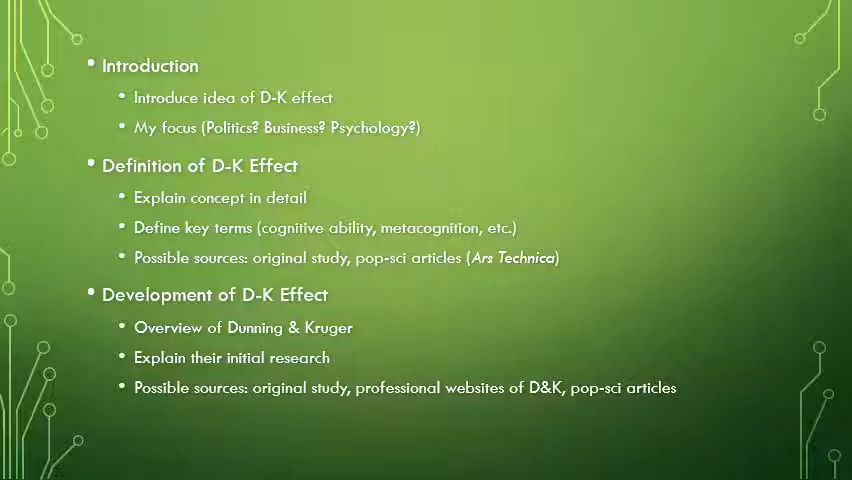 • Introduction
• Introduce idea of D-K effect
• My focus (Politics? Business? Psychology?)
• Definition of D-K Effect
• Explain concept in detail
• Define key terms (cognitive ability, metacognition, etc.)
• Possible sources: original study, pop-sci articles (Ars Technica)
• Development of D-K Effect
• Overview of Dunning & Kruger
• Explain their initial research
• Possible sources: original study, professional websites of D&K, pop-sci articles